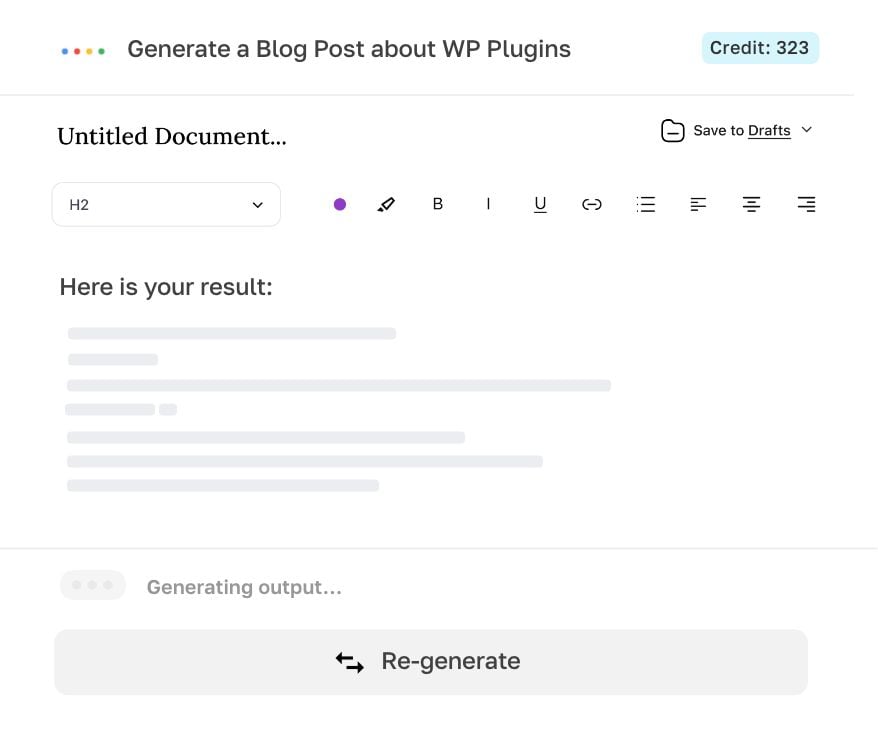 Generate a Blog Post about WP Plugins
Credit: 323
Untitled Document...
Save to Drafts
H2
B
I
U
Here is your result:
Generating output...
Re-generate